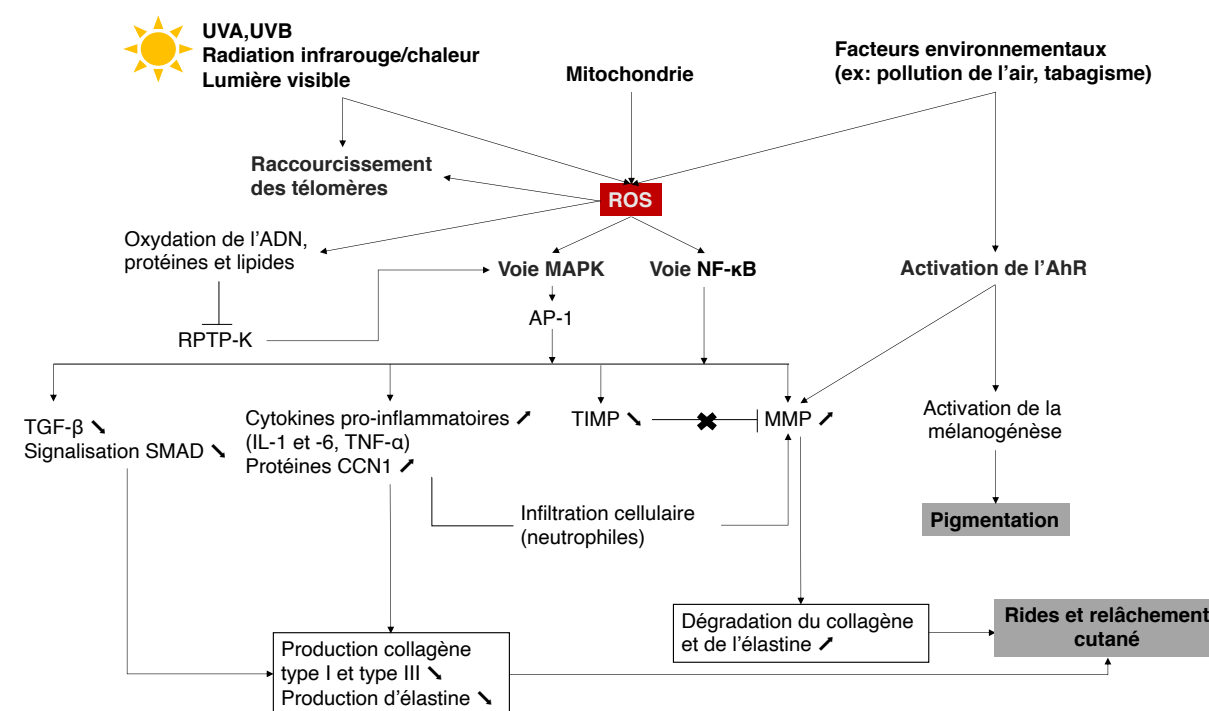 UVA,UVB
Radiation infrarouge/chaleur
Lumière visible
Mitochondrie
Facteurs environmentaux
(ex: pollution de l'air, tabagisme)
Raccourcissement
des télomères
ROS
Oxydation de l'ADN,
protéines et lipides
Voie MAPK
Voie NF-κB
Activation de l'AhR
AP-1
RPTP-K
TGF-β ➘
Signalisation SMAD ➘
Cytokines pro-inflammatoires ➚
(IL-1 et -6, TNF-α)
Protéines CCN1 ➚
TIMP ➘
MMP ➚
Activation de la
mélanogénèse
Infiltration cellulaire
(neutrophiles)
Pigmentation
Dégradation du collagène
et de l'élastine ➚
Rides et relâchement
cutané
Production collagène
type I et type III ➘
Production d'élastine ➘